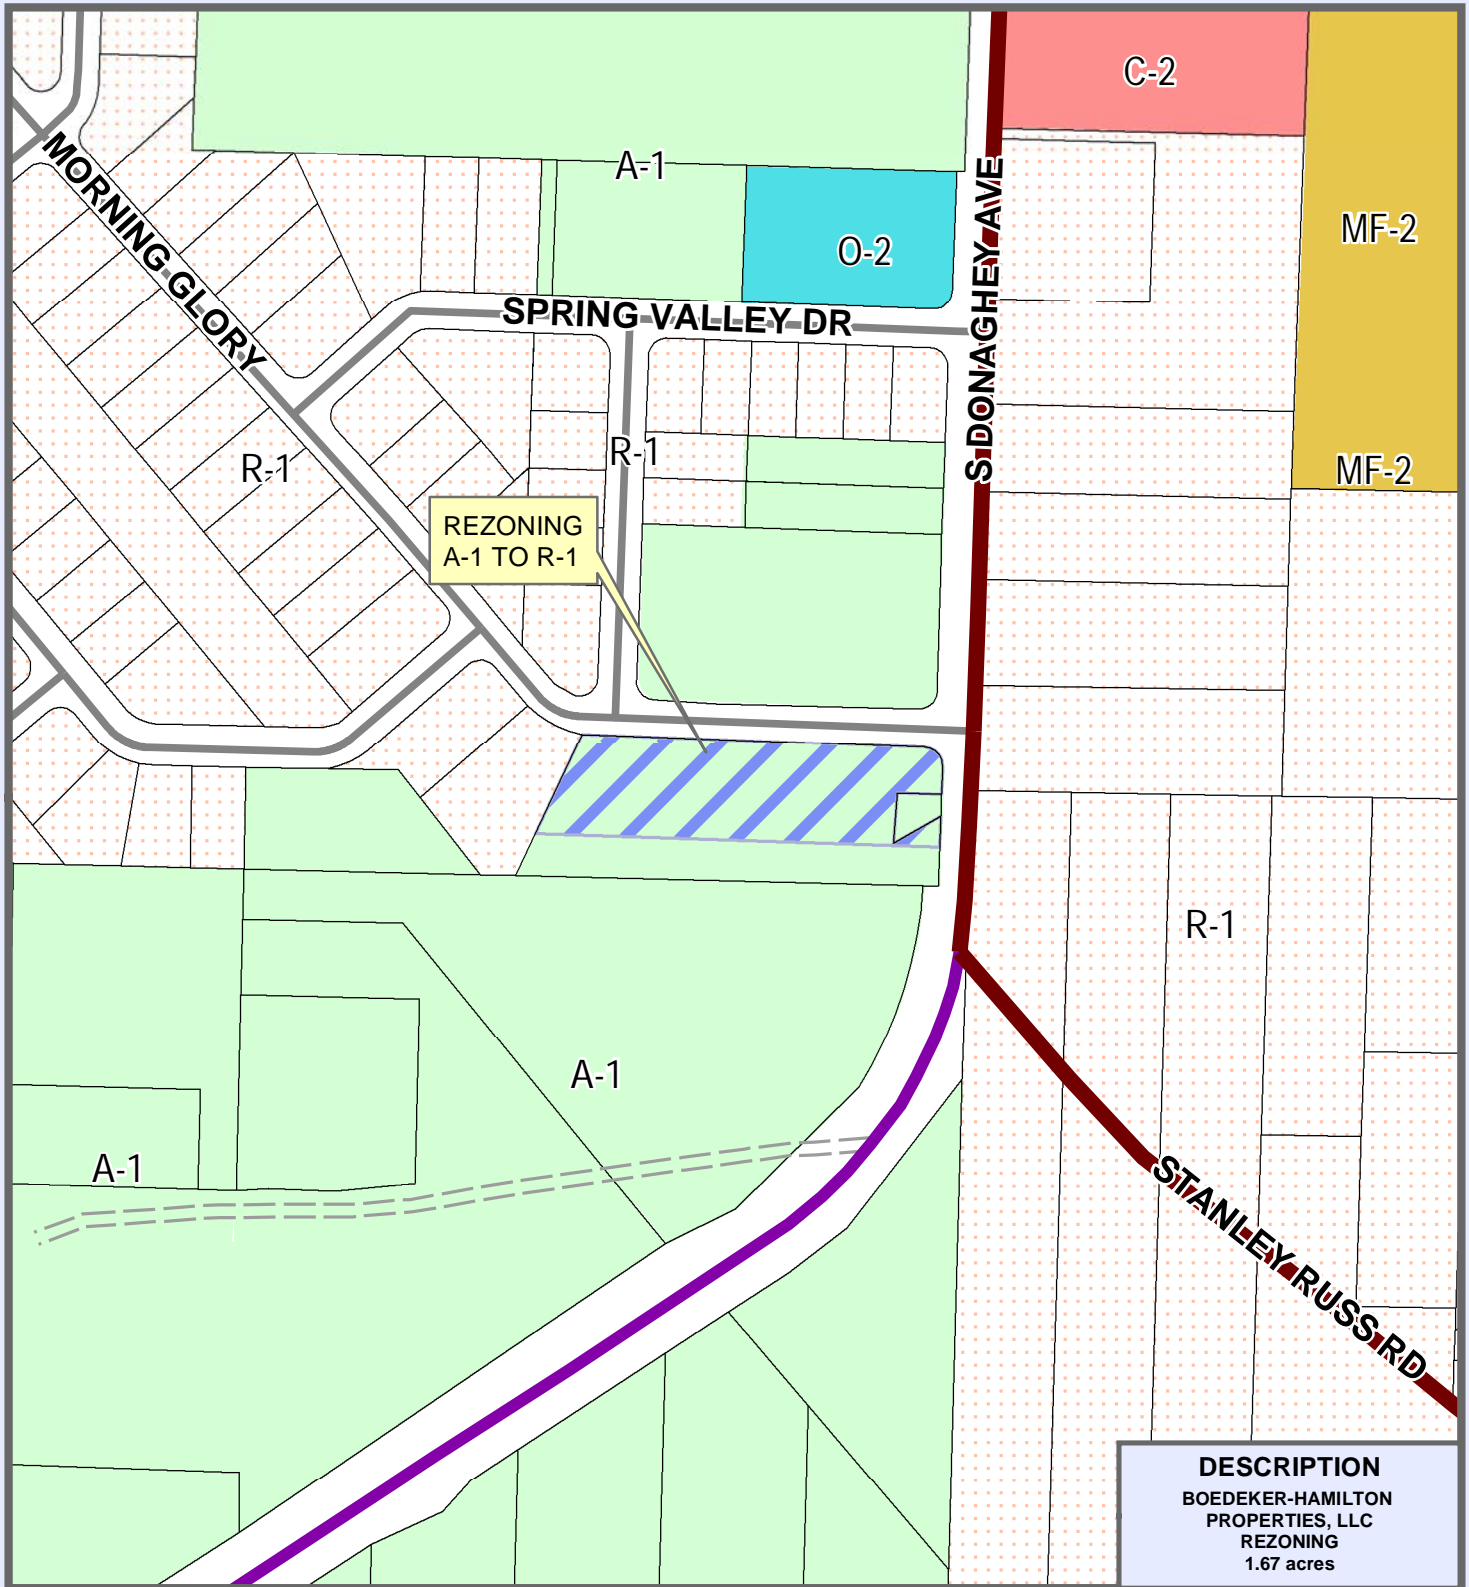 C-2
MORNING GLORY
A-1
S DONAGHEY AVE
MF-2
O-2
SPRING VALLEY DR
R-1
R-1
MF-2
REZONING
A-1 TO R-1
R-1
A-1
A-1
STANLEY RUSS RD
DESCRIPTION
BOEDEKER-HAMILTON
PROPERTIES, LLC
REZONING
1.67 acres